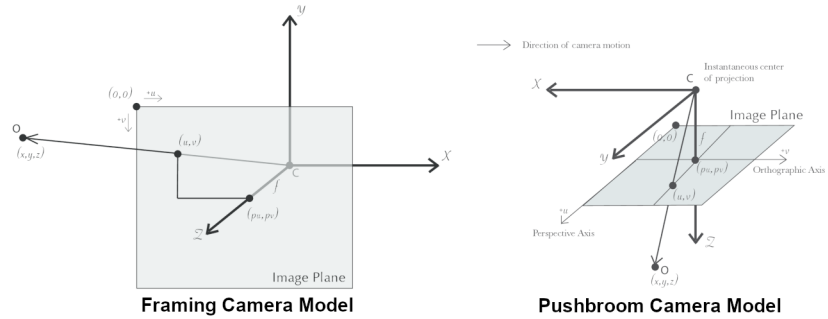 y
(0,0)
+u
+v
O
(x,y,z)
(u,v)
X
C
f
(pu,pv)
Z
Image Plane
Framing Camera Model
Direction of camera motion
Instantaneous center
of projection
C
X
Image Plane
(0,0)
f
y
+v
(pu,pv)
Orthographic Axis
(u,v)
+u
Perspective Axis
Z
O
(x,y,z)
Pushbroom Camera Model